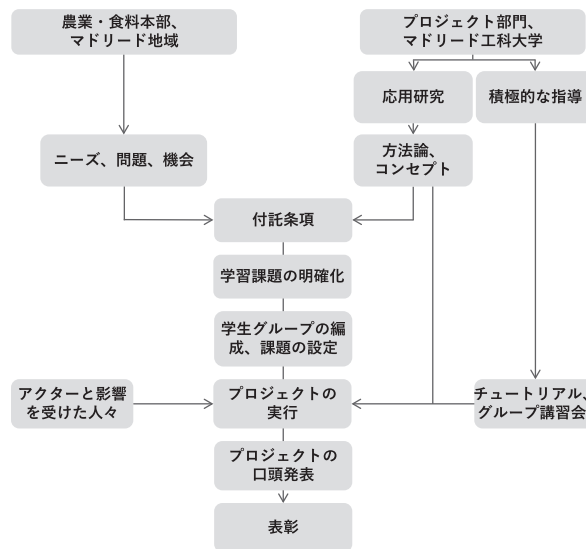 農業・食料本部、
マドリード地域
プロジェクト部門、
マドリード工科大学
応用研究
積極的な指導
ニーズ、問題、機会
方法論、
コンセプト
付託条項
学習課題の明確化
学生グループの編
成、課題の設定
アクターと影響
を受けた人々
プロジェクトの
実行
チュートリアル、
グループ講習会
プロジェクトの
口頭発表
表彰